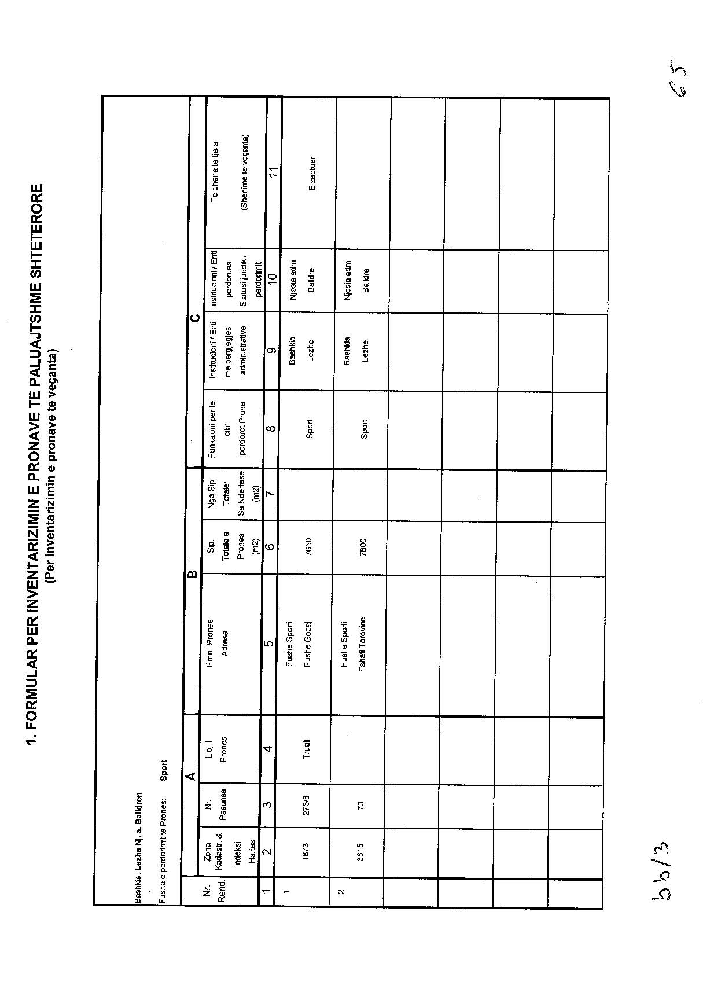 1. FORMULAR PER INVENTARIZIMIN E PRONAVE TE PALUAJTSHME SHTETERORE
(Per inventarizimin e pronave te veçanta)
Bashkia: Lezhe Nj. a. Balldren
Fusha e perdorimit te Prones: Sport
A B C
Nr. Rend. Zona Kadastr. & Indeksi i Hartes Nr. Pasurise Lloji i Prones Emri i Prones Adresa Sip. Totale e Prones (m2) Nga Sip. Totale: Sa Ndertese (m2) Funksioni per te cilin perdoret Prona Institucioni / Enti me pergjegjesi administrative Institucioni / Enti perdorues Statusi juridik i perdorimit Te dhena te tjera (Shenime te veçanta)
1 2 3 4 5 6 7 8 9 10 11
1 1873 276/8 Truall Fushe Sporti Fushe Gocaj 7650 Sport Bashkia Lezhe Njesia adm Balldre E zaptuar
2 3615 73 Fushe Sporti Fshati Torovice 7800 Sport Bashkia Lezhe Njesia adm Balldre
65